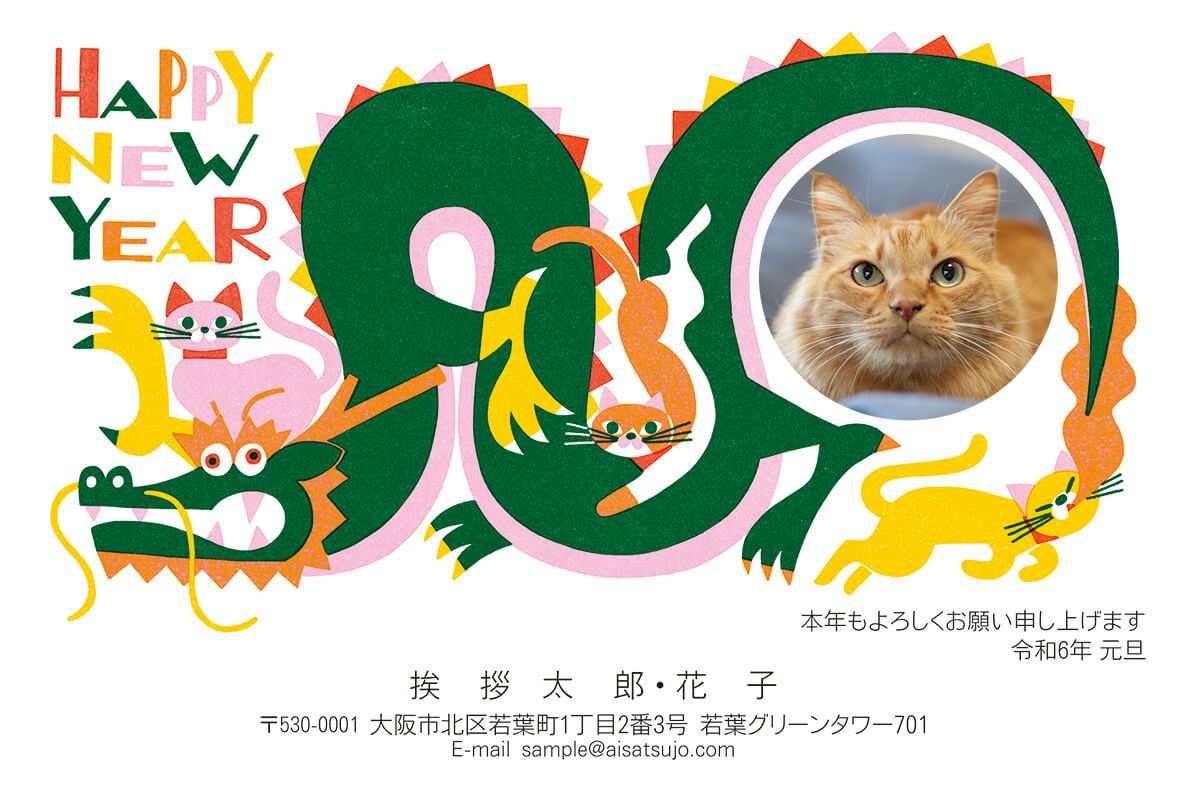 HAPPY
NEW
YEAR
本年もよろしくお願い申し上げます
令和6年 元旦
挨 拶 太 郎・花 子
〒530-0001 大阪市北区若葉町1丁目2番3号 若葉グリーンタワー701
E-mail sample@aisatsujo.com